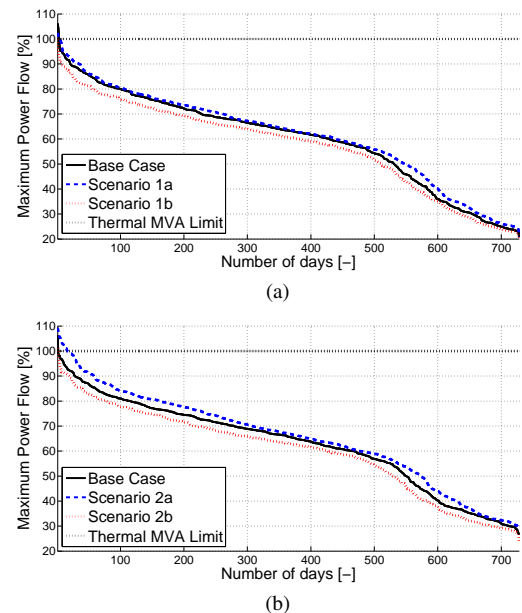 Maximum Power Flow [%]
110
100
90
80
70
60
50
40
30
20
Base Case
Scenario 1a
Scenario 1b
Thermal MVA Limit
100 200 300 400 500 600 700
Number of days [–]
(a)
Maximum Power Flow [%]
110
100
90
80
70
60
50
40
30
20
Base Case
Scenario 2a
Scenario 2b
Thermal MVA Limit
100 200 300 400 500 600 700
Number of days [–]
(b)